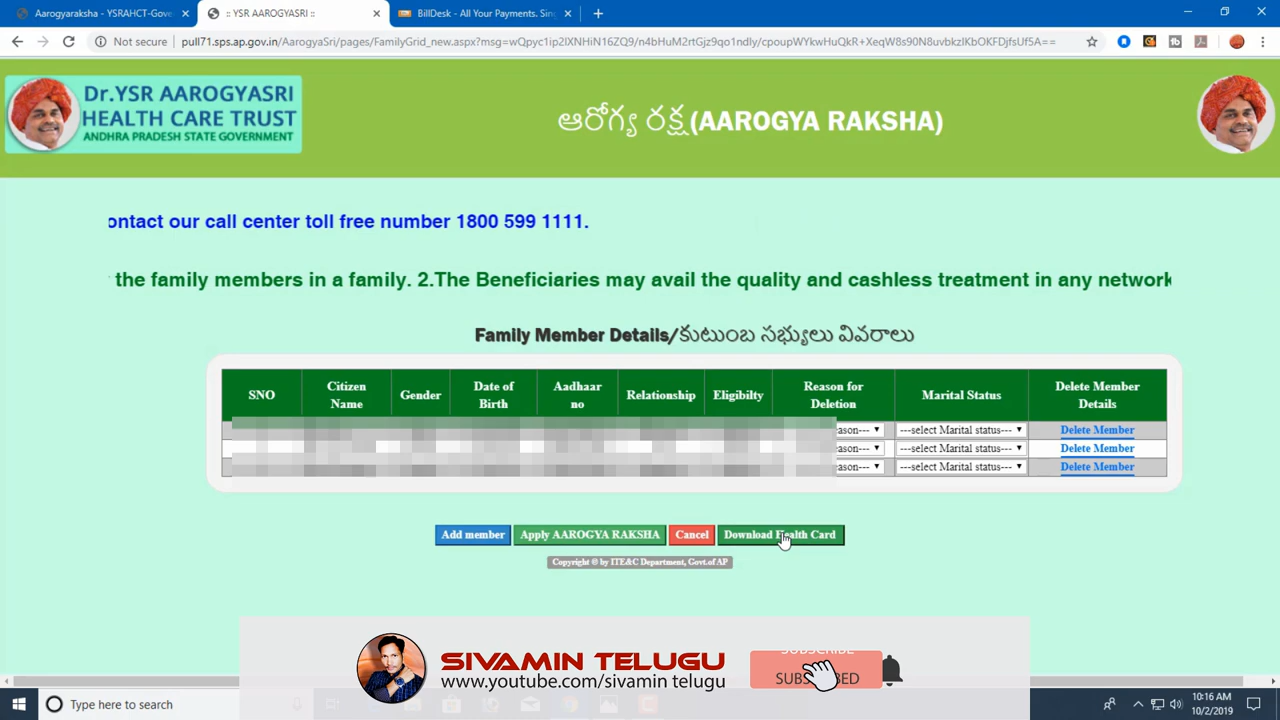 Aarogyaraksha - YSRAHCT-Gove
:: YSR AAROGYASRI ::
BillDesk - All Your Payments. Sin
Not secure
pull71.sps.ap.gov.in/AarogyaSri/pages/FamilyGrid_new.aspx?msg=wQpyc1ip2lXNHiN16ZQ9/n4bHuM2rtGjz9qo1ndIy/cpoupWYkwHuQkR+XeqW8s90N8uvbkzlKbOKFDjfsUf5A==
Dr.YSR AAROGYASRI
HEALTH CARE TRUST
ANDHRA PRADESH STATE GOVERNMENT
ఆరోగ్య రక్ష(AAROGYA RAKSHA)
ontact our call center toll free number 1800 599 1111.
the family members in a family. 2.The Beneficiaries may avail the quality and cashless treatment in any network
Family Member Details/కుటుంబ సభ్యులు వివరాలు
SNO Citizen Name Gender Date of Birth Aadhaar no Relationship Eligibilty Reason for Deletion Marital Status Delete Member Details
ason--- ---select Marital status--- Delete Member
ason--- ---select Marital status--- Delete Member
ason--- ---select Marital status--- Delete Member
Add member Apply AAROGYA RAKSHA Cancel Download Health Card
Copyright @ by ITE&C Department, Govt.of AP
SIVAMIN TELUGU
www.youtube.com/sivamin telugu
SUBSCRIBE
SUBSCRIBED
Type here to search
10:16 AM
10/2/2019